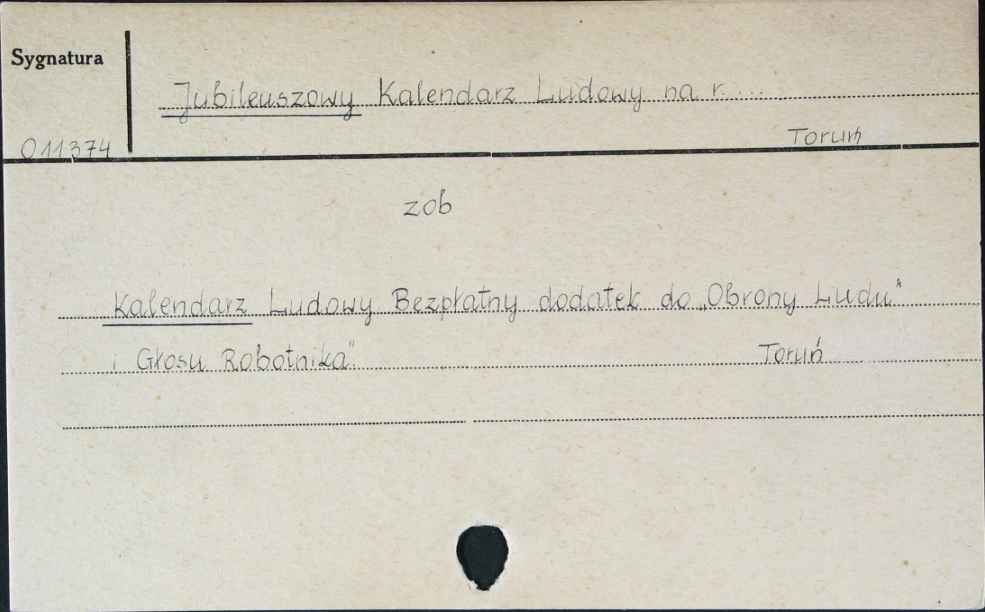 Sygnatura
Jubileuszowy Kalendarz Ludowy na r. ...
011374
Toruń
zob
Kalendarz Ludowy Bezpłatny dodatek do „Obrony Ludu"
i Głosu Robotnika".
Toruń